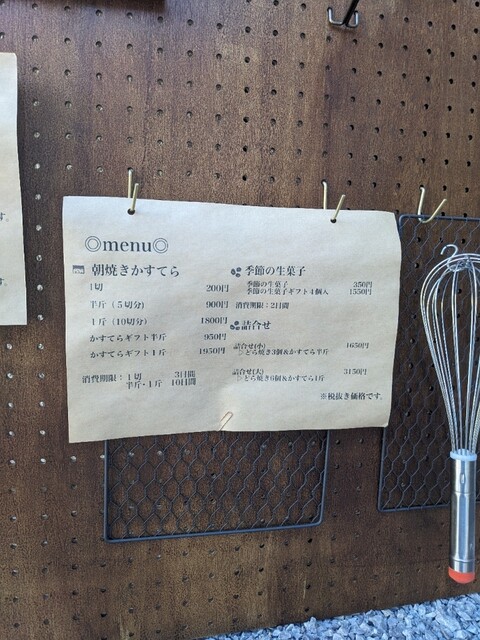 ◎menu◎
朝焼きかすてら
1切 200円
半斤（5切分） 900円
1斤（10切分） 1800円
かすてらギフト半斤 950円
かすてらギフト1斤 1950円
消費期限：1切 3日間
半斤・1斤 10日間
季節の生菓子
季節の生菓子 350円
季節の生菓子ギフト4個入 1550円
消費期限：2日間
詰合せ
詰合せ(小) 1650円
▷どら焼き3個&かすてら半斤
詰合せ(大) 3150円
▷どら焼き6個&かすてら1斤
※税抜き価格です。
す。
す。